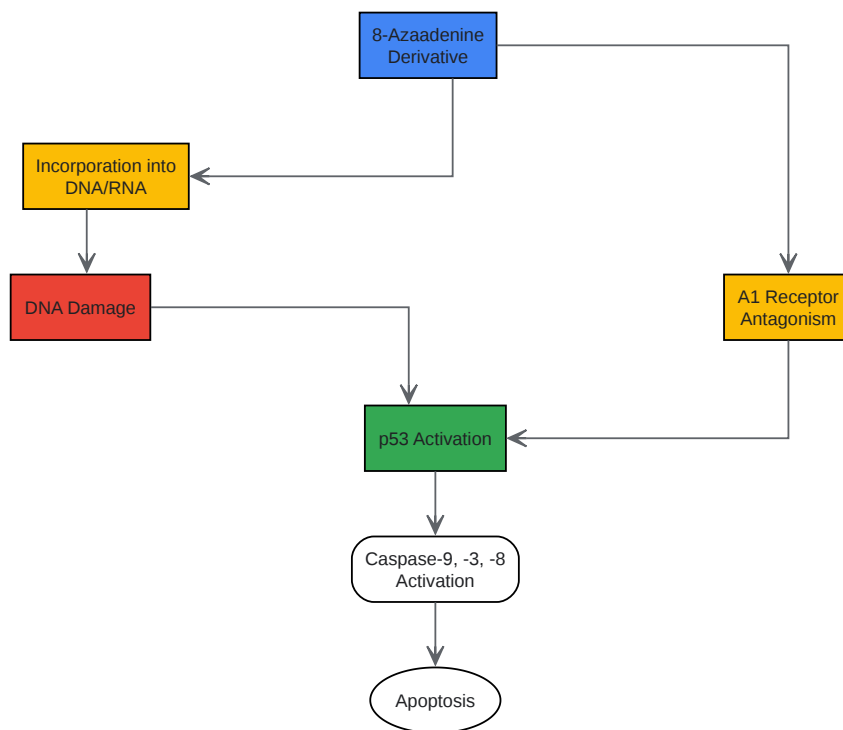 8-Azaadenine
Derivative
Incorporation into
DNA/RNA
DNA Damage
A1 Receptor
Antagonism
p53 Activation
Caspase-9, -3, -8
Activation
Apoptosis